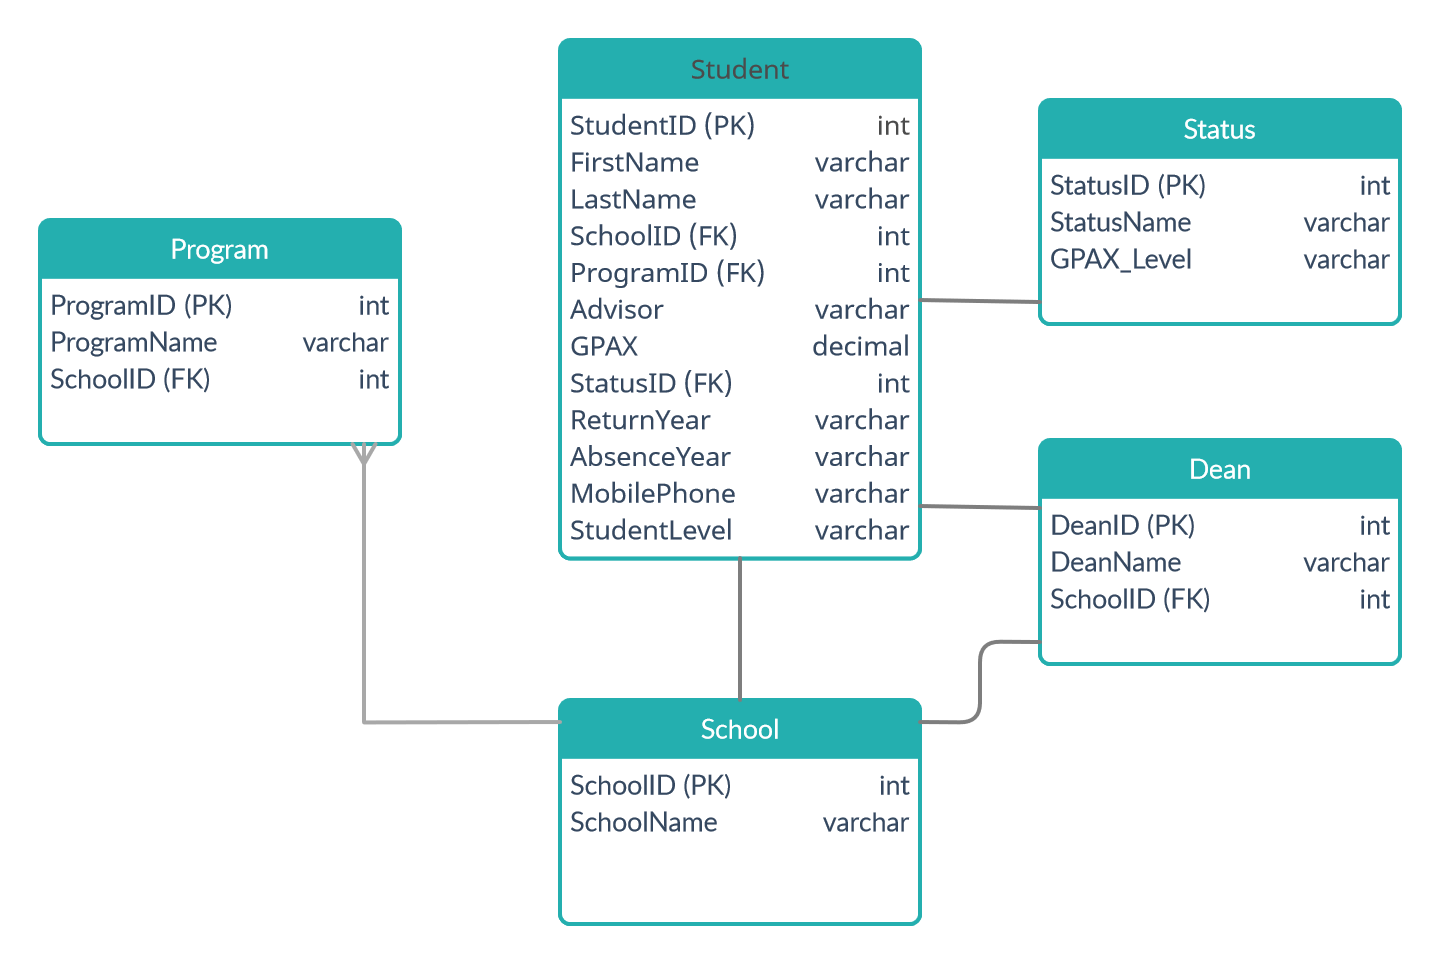 Student
StudentID (PK) int
FirstName varchar
LastName varchar
SchoolID (FK) int
ProgramID (FK) int
Advisor varchar
GPAX decimal
StatusID (FK) int
ReturnYear varchar
AbsenceYear varchar
MobilePhone varchar
StudentLevel varchar
Status
StatusID (PK) int
StatusName varchar
GPAX_Level varchar
Program
ProgramID (PK) int
ProgramName varchar
SchoolID (FK) int
Dean
DeanID (PK) int
DeanName varchar
SchoolID (FK) int
School
SchoolID (PK) int
SchoolName varchar